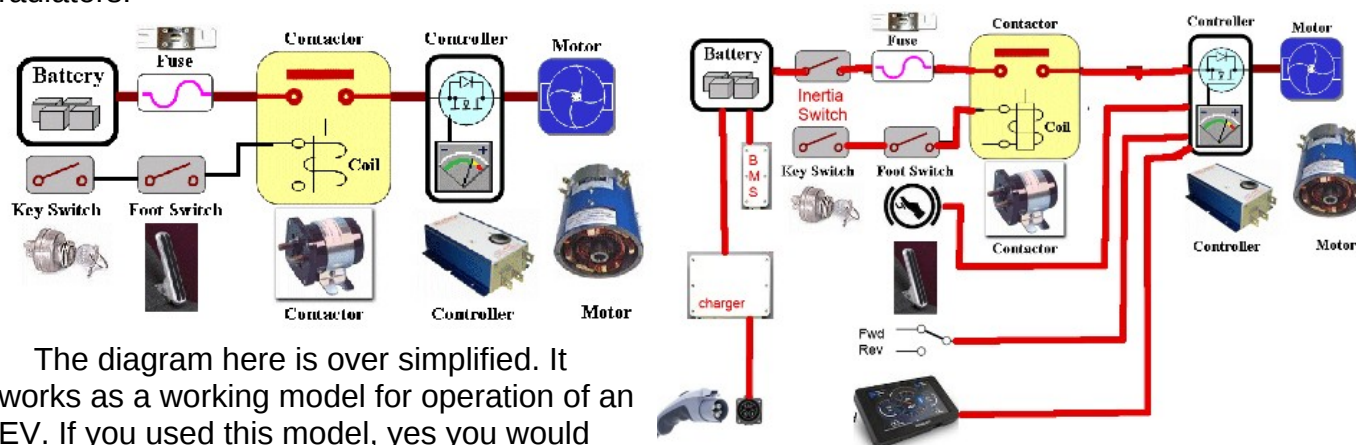 radiators.
Fuse
Contactor
Controller
Motor
Battery
Coil
Key Switch
Foot Switch
Contactor
Controller
Motor
The diagram here is over simplified. It
works as a working model for operation of an
EV. If you used this model, yes you would
Battery
Inertia
Switch
Fuse
Contactor
Controller
Motor
Coil
B
M
S
Key Switch
Foot Switch
Contactor
Controller
Motor
charger
Fwd
Rev